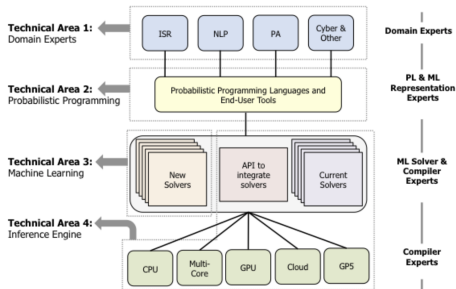 Technical Area 1:
Domain Experts
ISR
NLP
PA
Cyber &
Other
Domain Experts
Technical Area 2:
Probabilistic Programming
Probabilistic Programming Languages and
End-User Tools
PL & ML
Representation
Experts
Technical Area 3:
Machine Learning
New
Solvers
API to
integrate
solvers
Current
Solvers
ML Solver &
Compiler
Experts
Technical Area 4:
Inference Engine
CPU
Multi-
Core
GPU
Cloud
GP5
Compiler
Experts